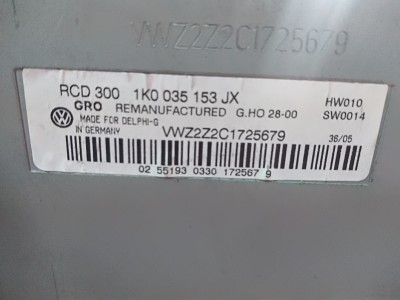 VWZ2Z2C1725679
RCD 300 1K0 035 153 JX
GRO REMANUFACTURED G.HO 28-00
HW010
SW0014
MADE FOR DELPHI-G
IN GERMANY
VWZ2Z2C1725679
36/05
02 55193 0330 172567 9